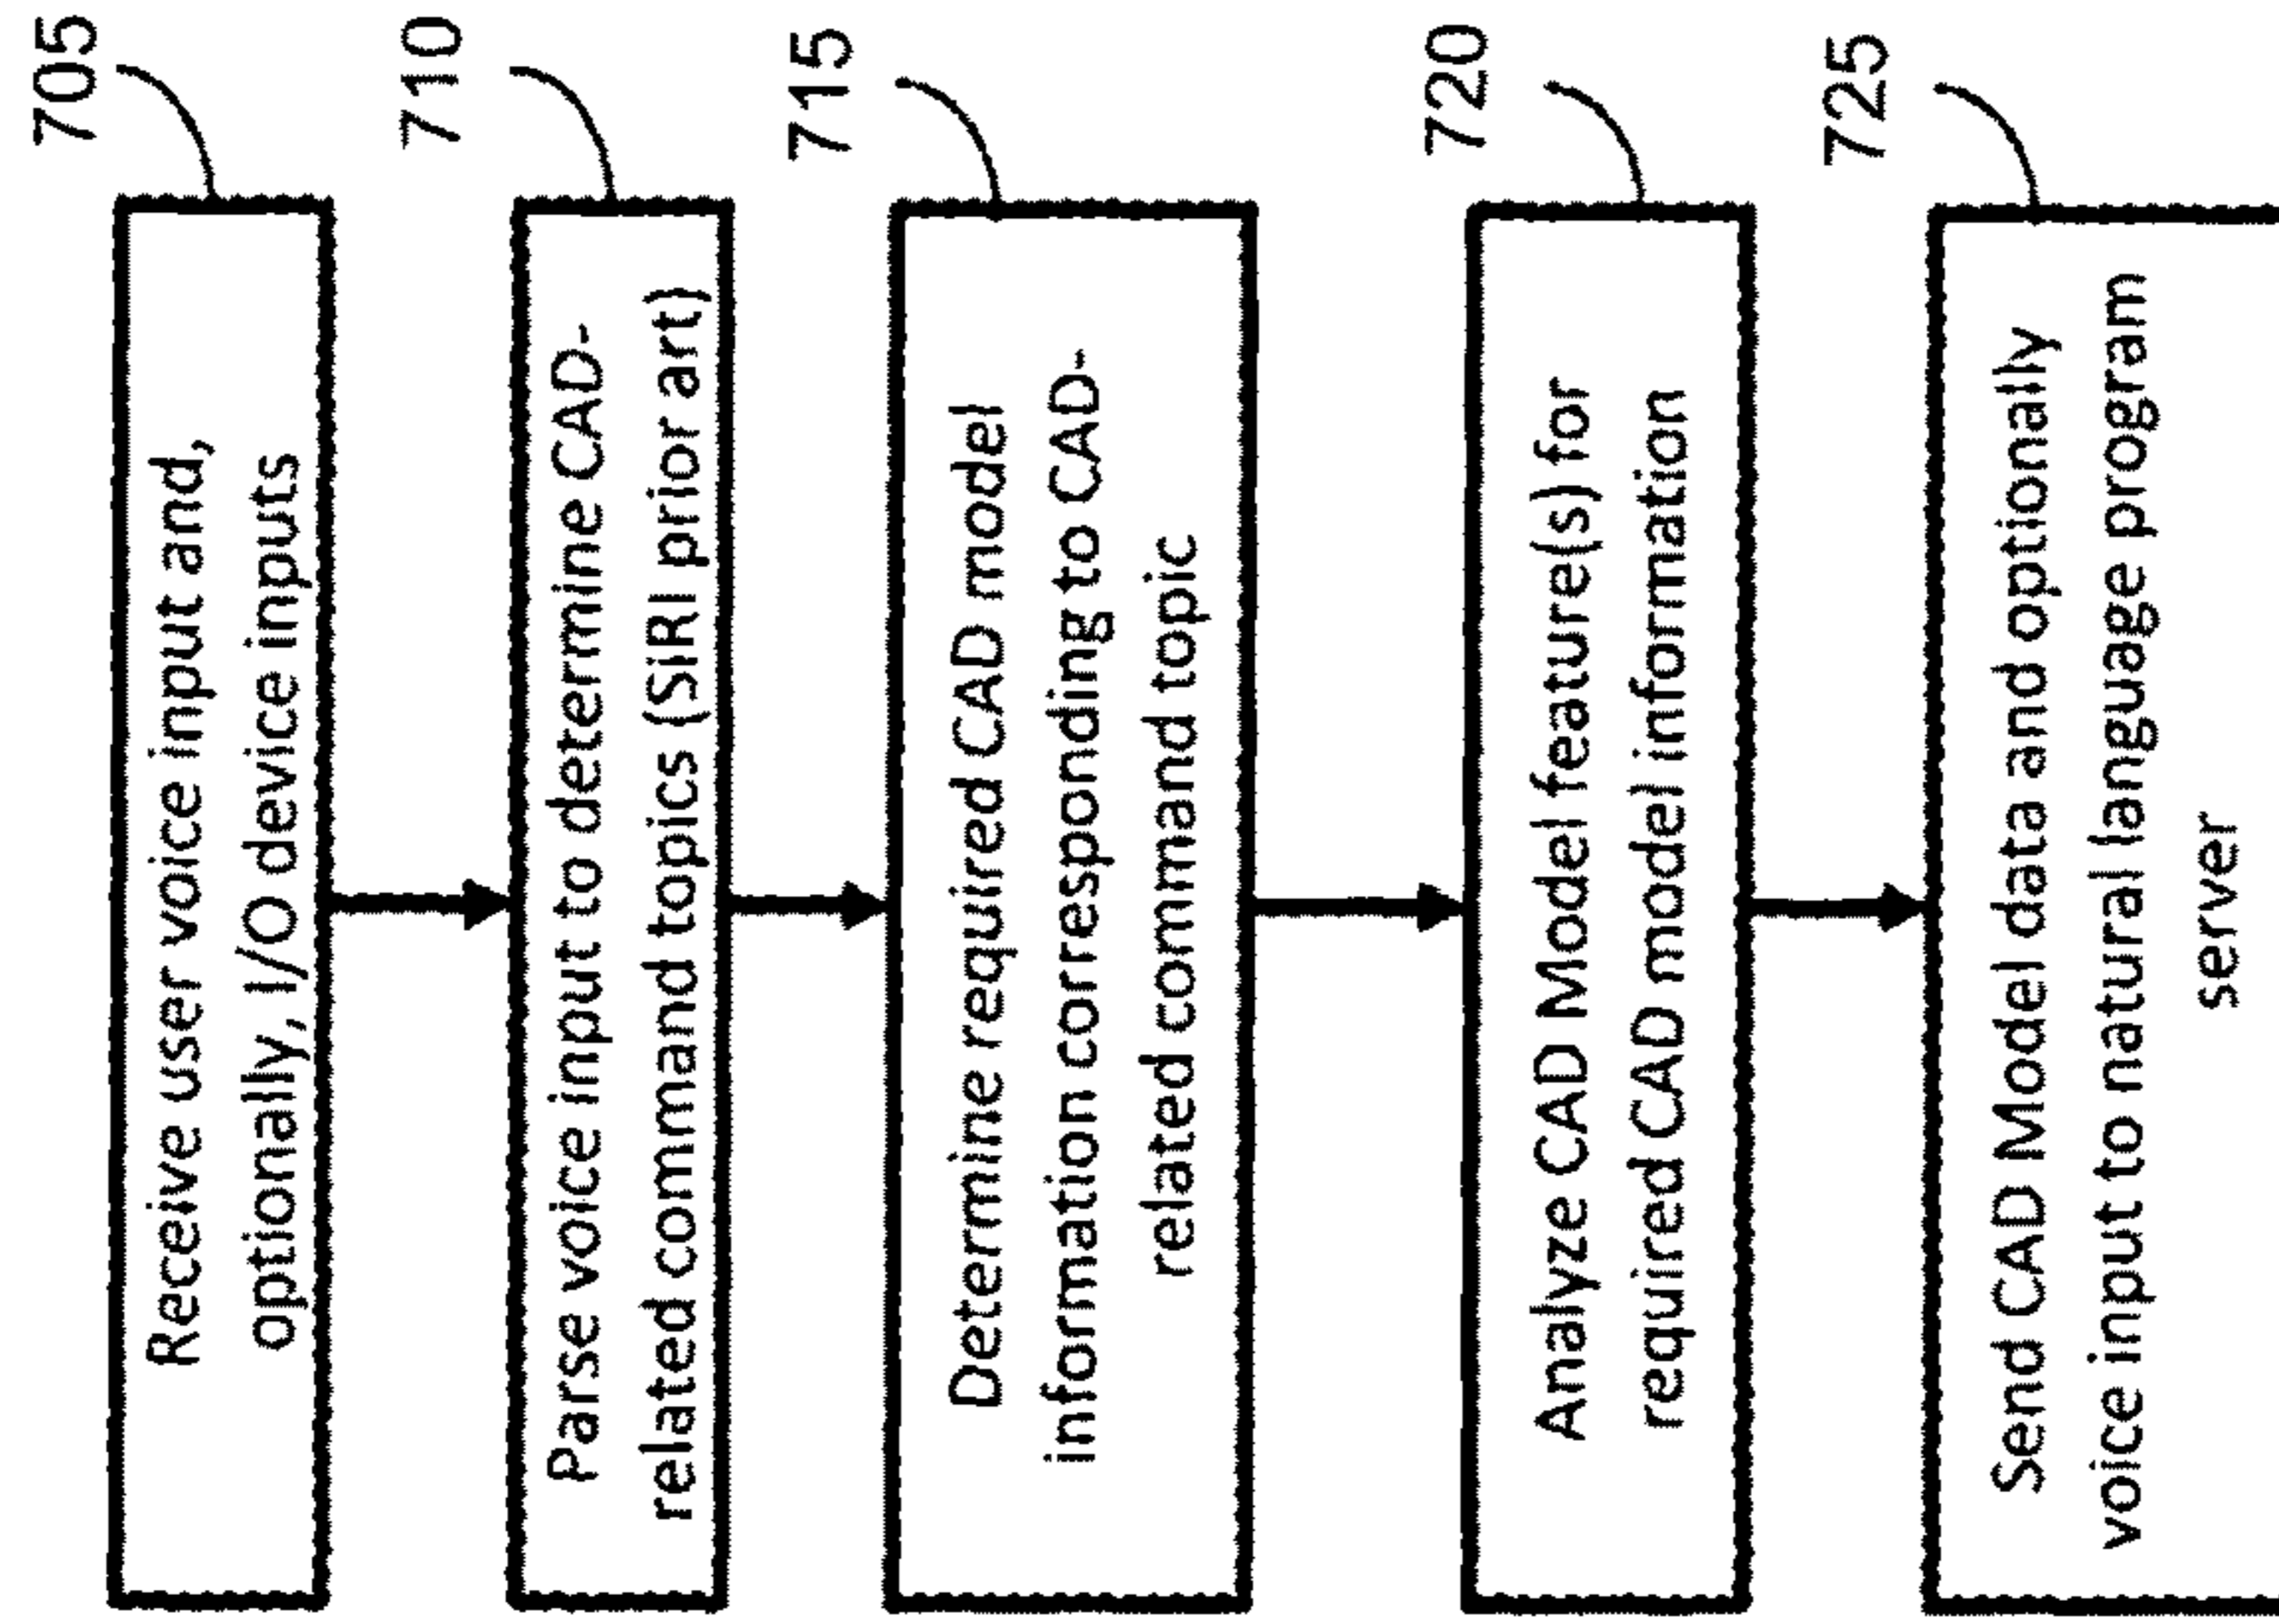 705
Receive user voice input and,
optionally, I/O device inputs
710
Parse voice input to determine CAD-
related command topics (SiRI prior art)
715
Determine required CAD model
information corresponding to CAD-
related command topic
720
Analyze CAD Model feature(s) for
required CAD model information
725
Send CAD Model data and optionally
voice input to natural language program
server